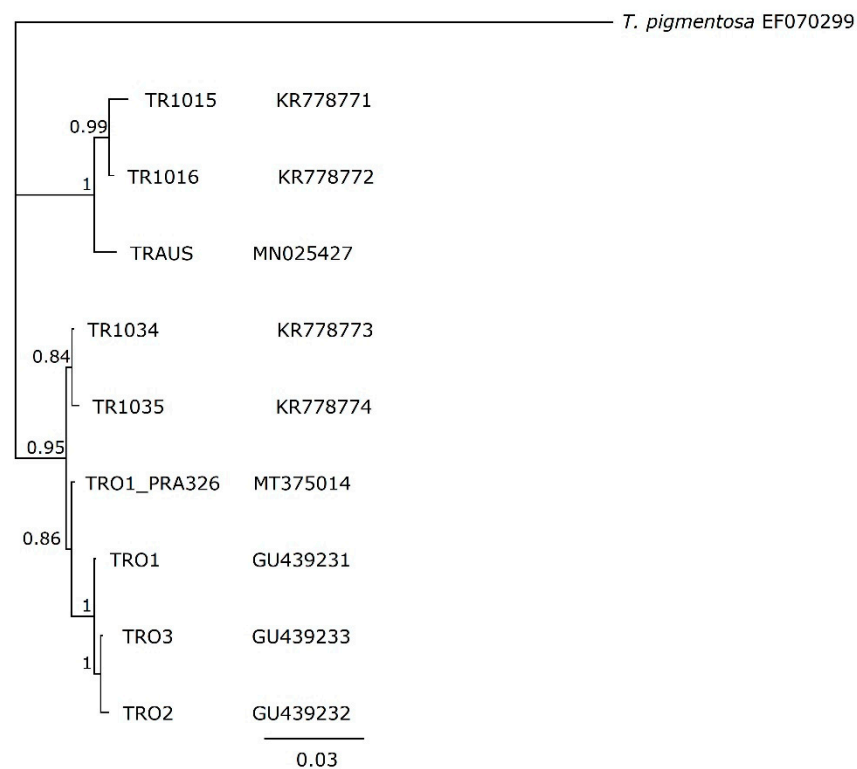 T. pigmentosa EF070299
TR1015 KR778771
0.99
TR1016 KR778772
1
TRAUS MN025427
TR1034 KR778773
0.84
TR1035 KR778774
0.95
TRO1_PRA326 MT375014
0.86
TRO1 GU439231
1
TRO3 GU439233
1
TRO2 GU439232
0.03